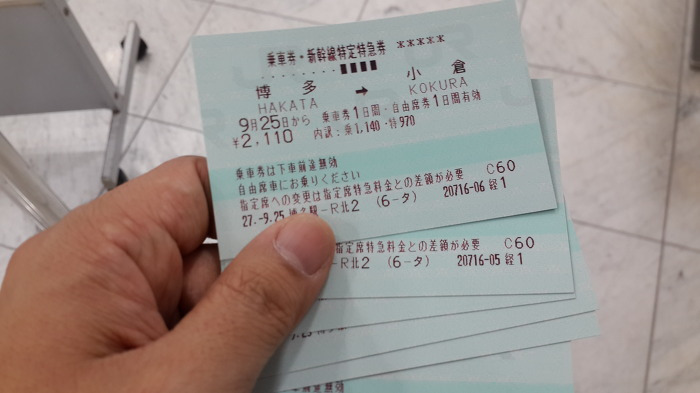 乗車券・新幹線特定特急券 *****
博多 → 小倉
HAKATA KOKURA
9月25日から 乗車券1日間・自由席券1日間有効
¥2,110 内訳:乗1,140・特970
乗車券は下車前途無効
自由席車にお乗りください
指定席への変更は指定席特急料金との差額が必要 C60
27.-9.25 博多駅-R北2 (6-タ) 20716-06 経1
指定席特急料金との差額が必要 C60
-R北2 (6-タ) 20716-05 経1